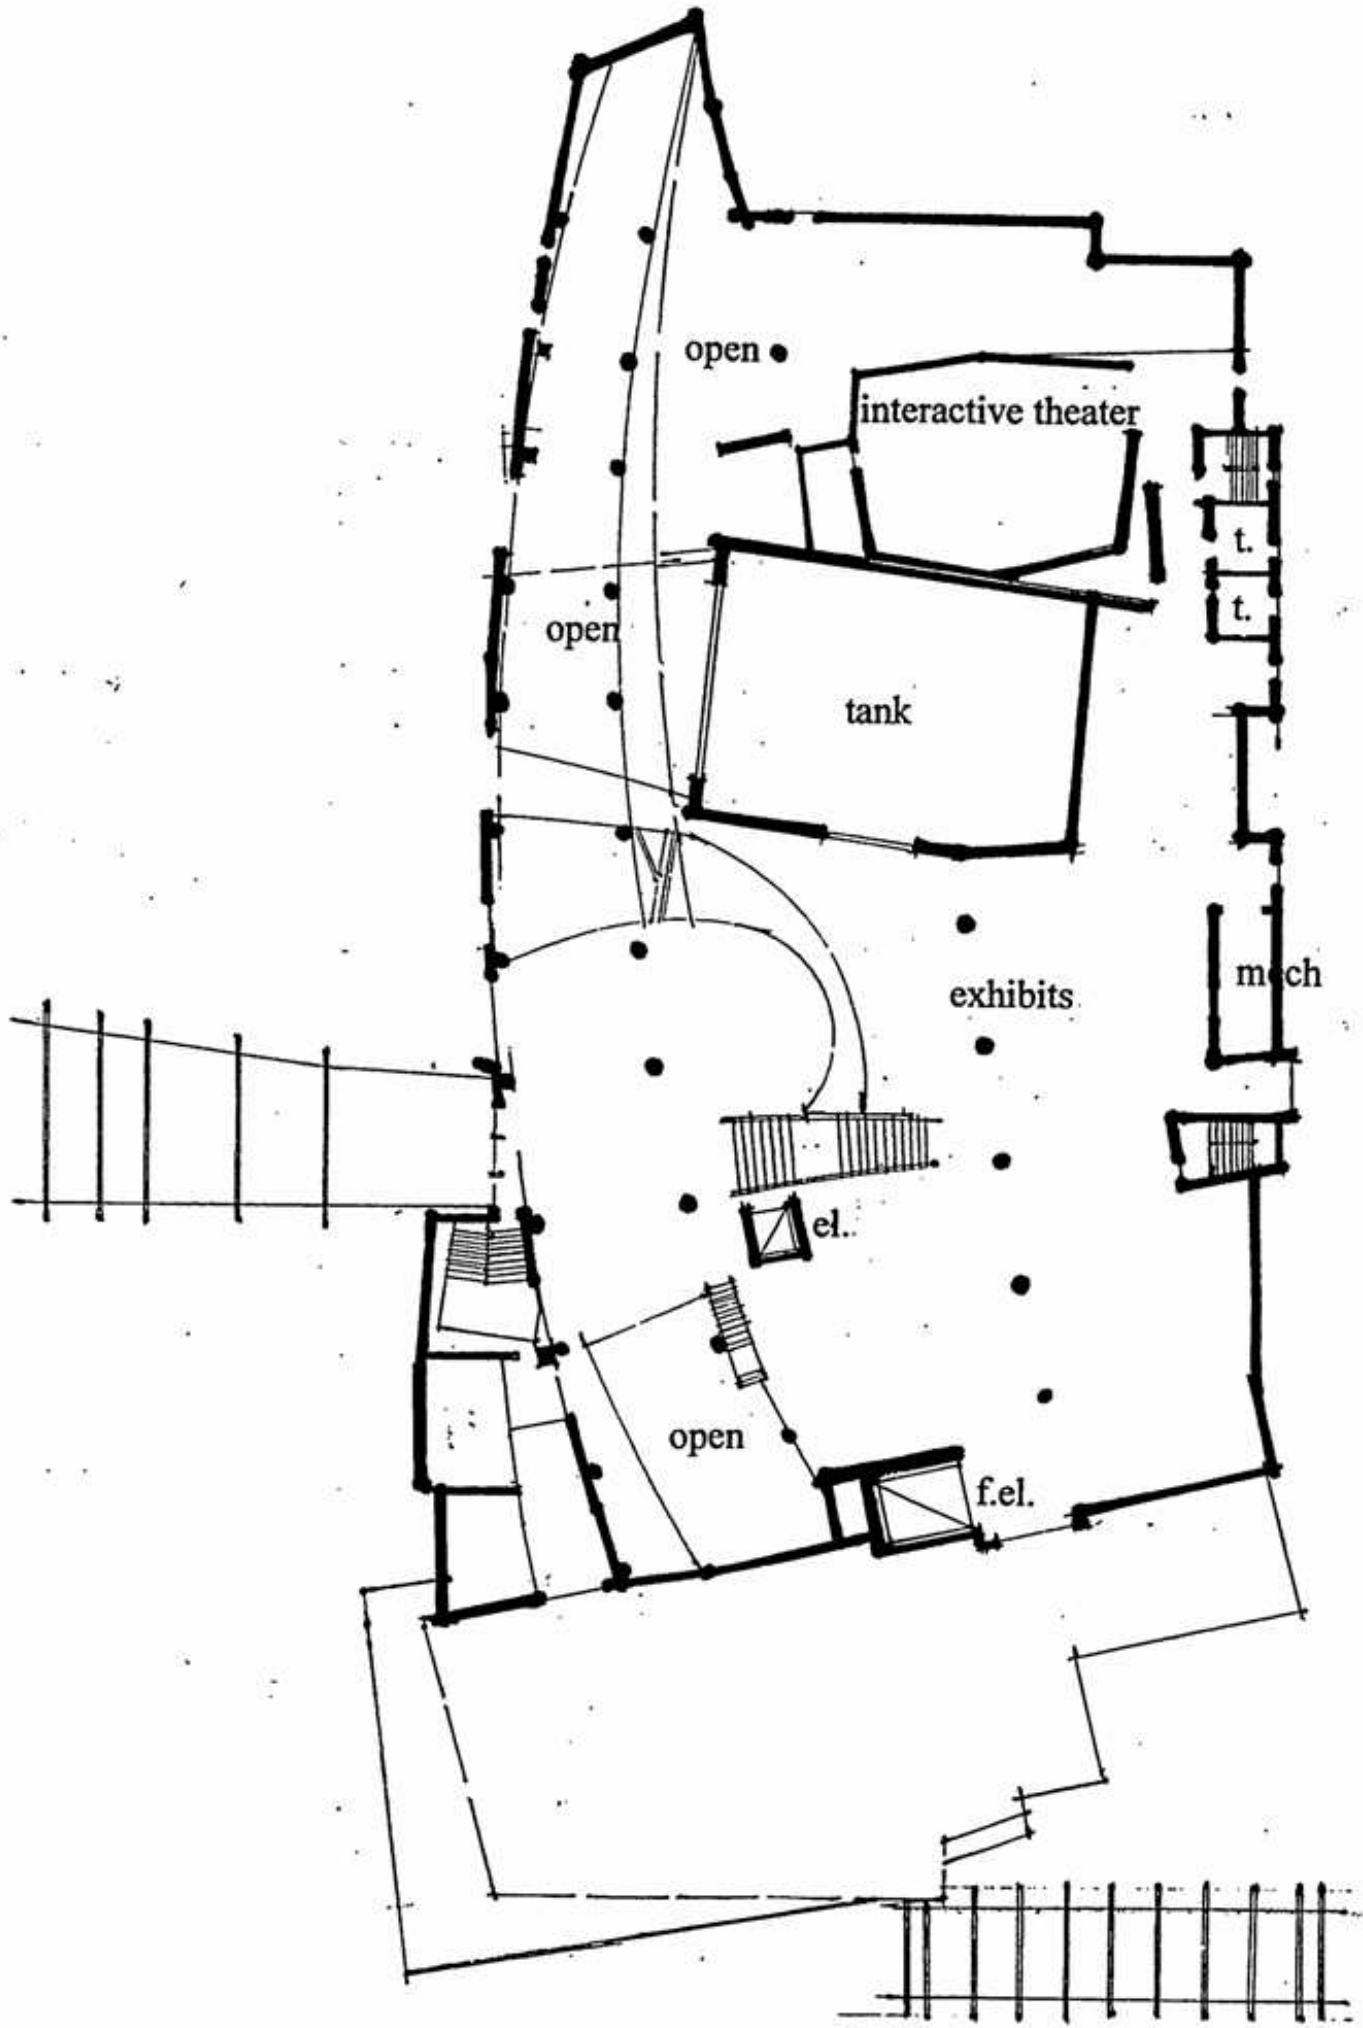 open
interactive theater
t.
t.
open
tank
exhibits
mech
el.
open
f.el.